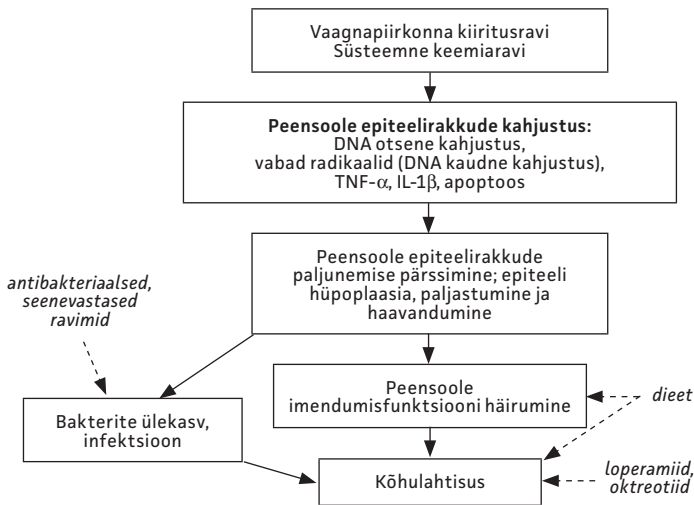 Vaagnapiirkonna kiiritusravi
Süsteemne keemiaravi
Peensoole epiteelirakkude kahjustus:
DNA otsene kahjustus,
vabad radikaalid (DNA kaudne kahjustus),
TNF-α, IL-1β, apoptoos
Peensoole epiteelirakkude
paljunemise pärssimine; epiteeli
hüpoplaasia, paljastumine ja
haavandumine
antibakteriaalsed,
seenevastased
ravimid
Peensoole
imendumisfunktsiooni häirumine
dieet
Bakterite ülekasv,
infektsioon
Kõhulahtisus
loperamiid,
oktreotiid